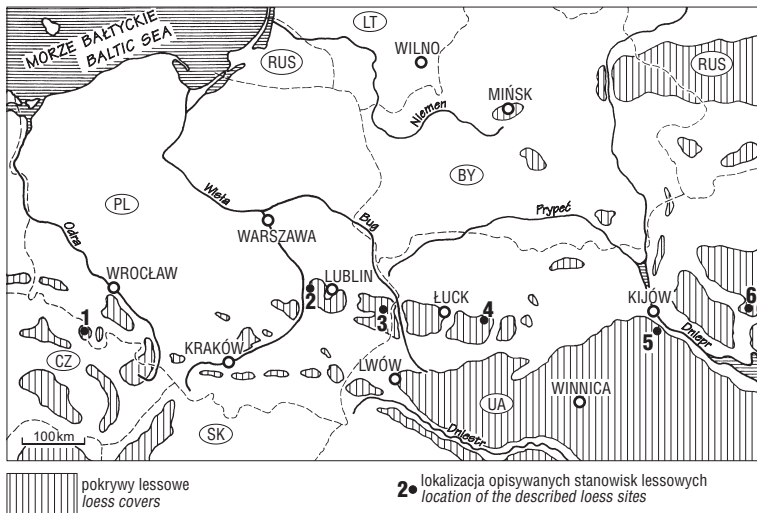 MORZE BAŁTYCKIE
BALTIC SEA
LT
WILNO
RUS
RUS
MIŃSK
Niemen
BY
PL
Wisła
Bug
Prypeć
WARSZAWA
Odra
WROCŁAW
LUBLIN
2
ŁUCK
4
KIJÓW
6
1
3
5
Dniepr
CZ
KRAKÓW
LWÓW
WINNICA
UA
SK
Dniestr
100km
pokrywy lessowe
loess covers
2 lokalizacja opisywanych stanowisk lessowych
location of the described loess sites